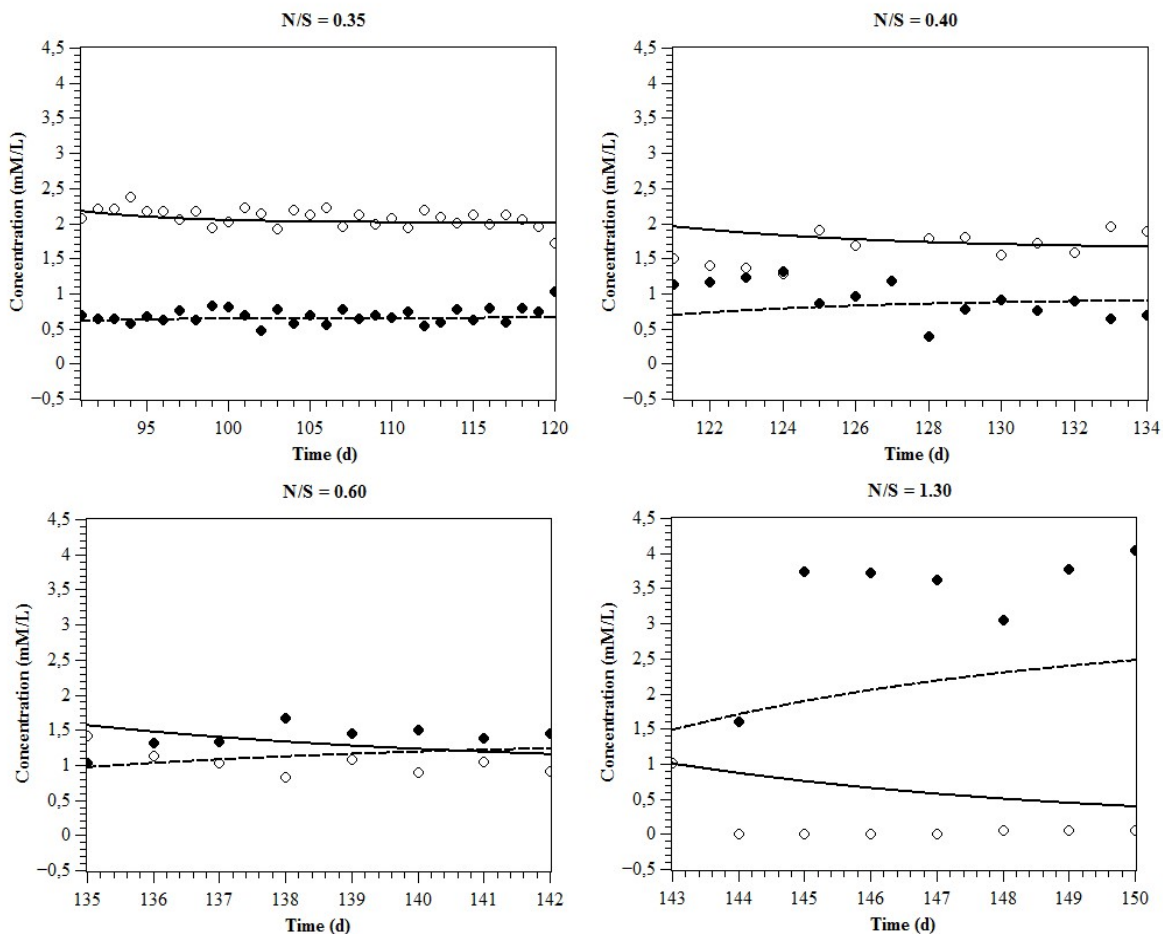 N/S = 0.35
Concentration (mM/L)
4,5
4
3,5
3
2,5
2
1,5
1
0,5
0
−0,5
95 100 105 110 115 120
Time (d)
N/S = 0.40
Concentration (mM/L)
4,5
4
3,5
3
2,5
2
1,5
1
0,5
0
−0,5
122 124 126 128 130 132 134
Time (d)
N/S = 0.60
Concentration (mM/L)
4,5
4
3,5
3
2,5
2
1,5
1
0,5
0
−0,5
135 136 137 138 139 140 141 142
Time (d)
N/S = 1.30
Concentration (mM/L)
4,5
4
3,5
3
2,5
2
1,5
1
0,5
0
−0,5
143 144 145 146 147 148 149 150
Time (d)